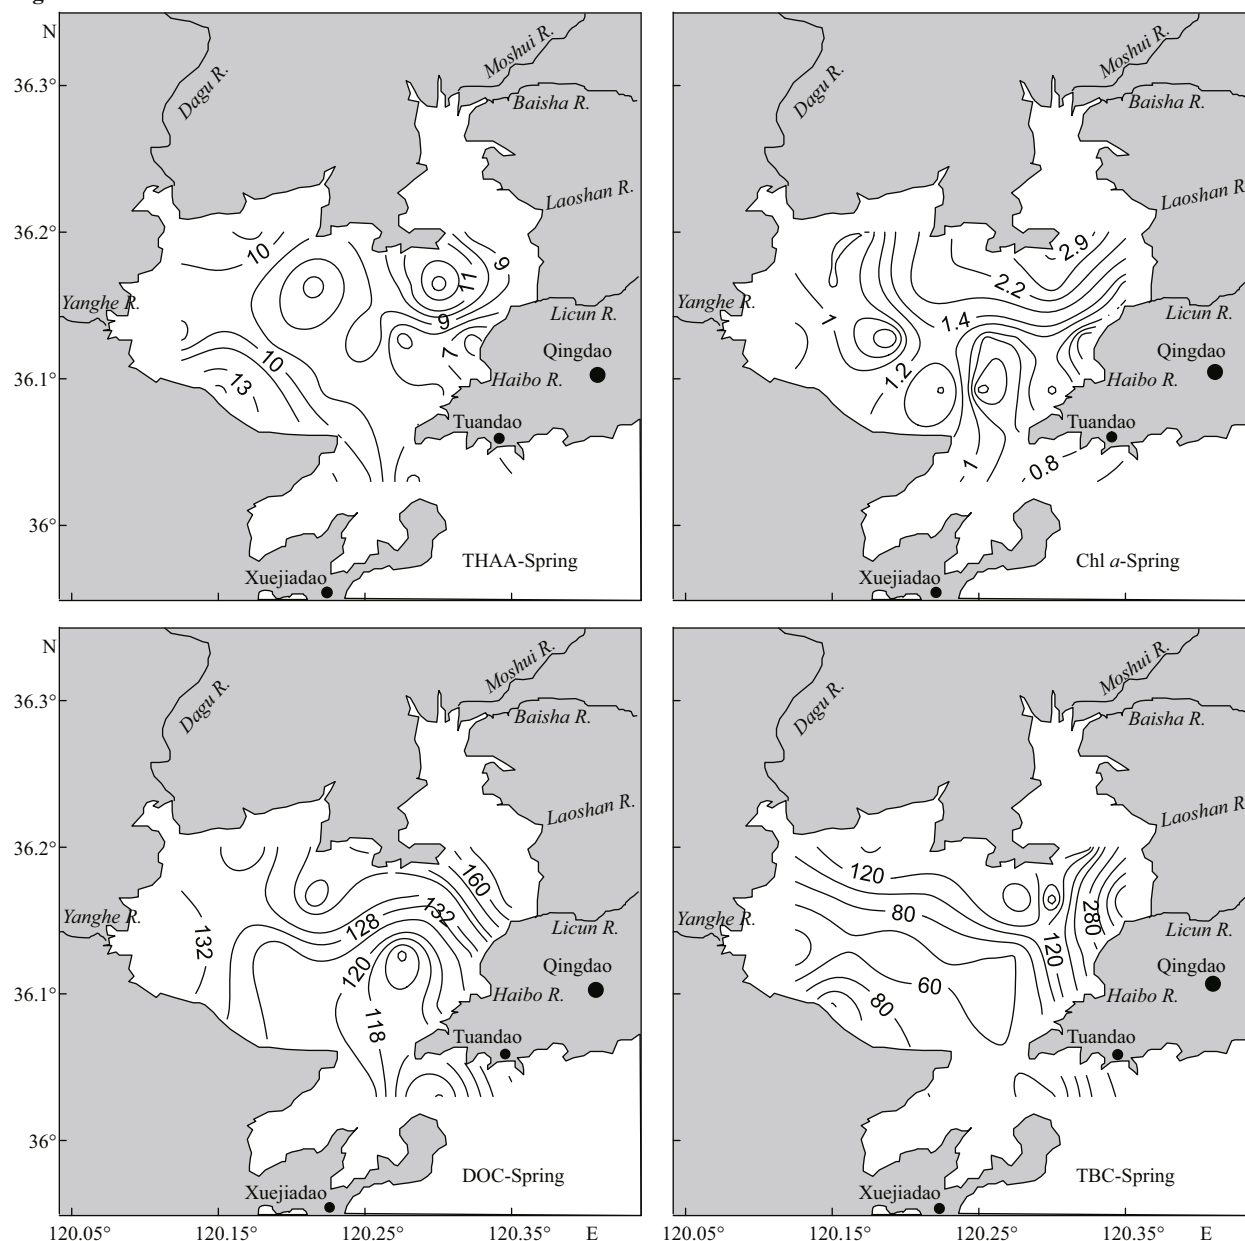 N
Dagu R.
Moshui R.
Baisha R.
Laoshan R.
Licun R.
Yanghe R.
Haibo R.
Qingdao
Tuandao
Xuejiadao
36.3°
36.2°
36.1°
36°
10
11
9
9
7
10
13
THAA-Spring
Dagu R.
Moshui R.
Baisha R.
Laoshan R
Licun R.
Yanghe R.
Haibo R.
Qingdao
Tuandao
Xuejiadao
2.9
2.2
1.4
1
1.2
1
0.8
Chl a-Spring
N
Dagu R.
Moshui R.
Baisha R.
Laoshan R.
Licun R.
Yanghe R.
Haibo R.
Qingdao
Tuandao
Xuejiadao
36.3°
36.2°
36.1°
36°
160
132
128
132
120
118
DOC-Spring
120.05°
120.15°
120.25°
120.35°
E
Dagu R.
Moshui R.
Baisha R.
Laoshan R
Licun R.
Yanghe R.
Haibo R.
Qingdao
Tuandao
Xuejiadao
120
80
280
120
60
80
TBC-Spring
120.05°
120.15°
120.25°
120.35°
E